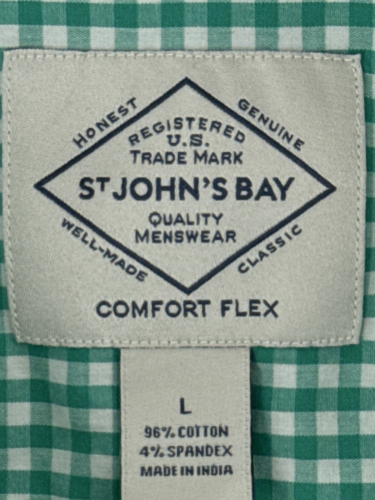 HONEST
GENUINE
REGISTERED
U.S.
TRADE MARK
ST JOHN'S BAY
QUALITY
MENSWEAR
WELL-MADE
CLASSIC
COMFORT FLEX
L
96% COTTON
4% SPANDEX
MADE IN INDIA